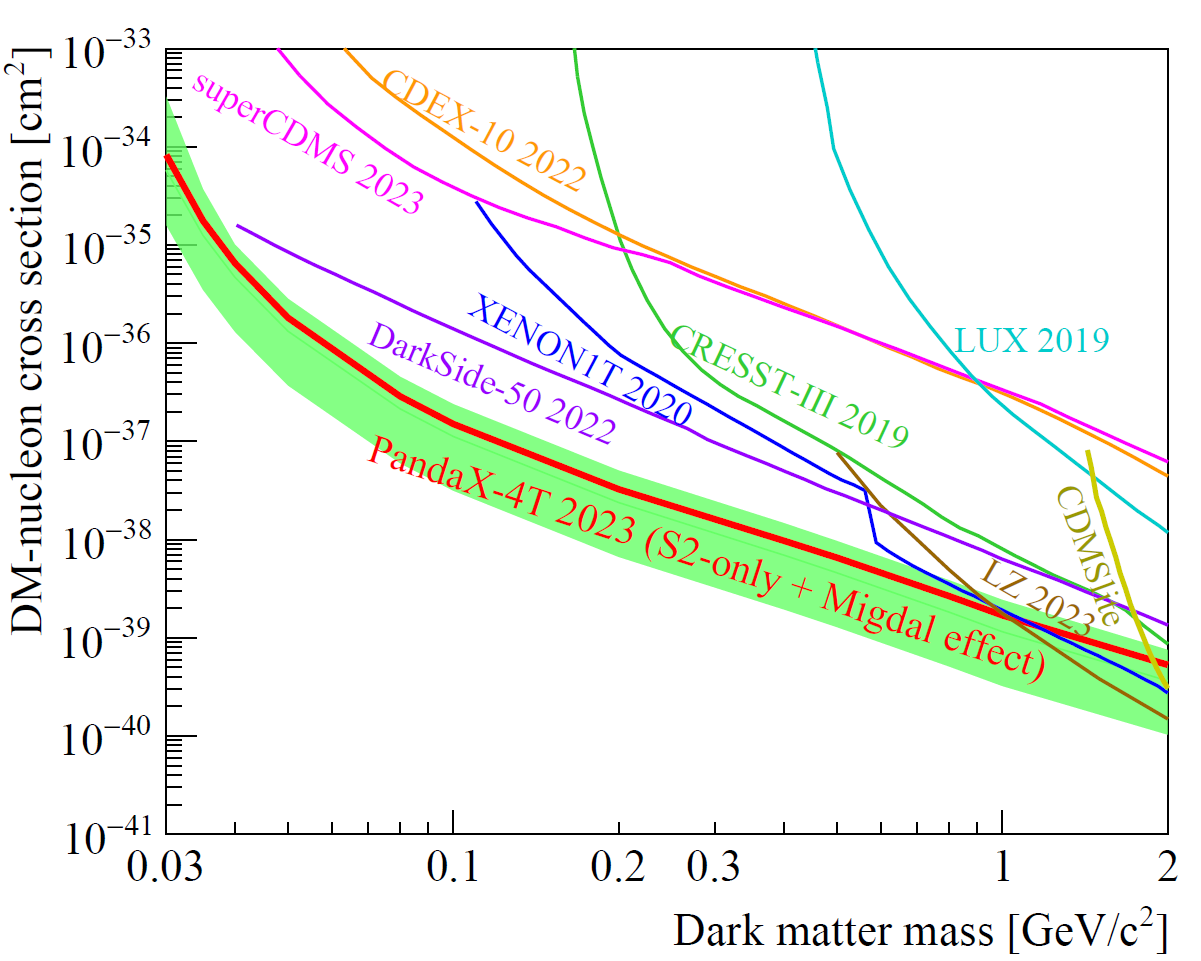 DM-nucleon cross section [cm²]
10⁻³³
10⁻³⁴
10⁻³⁵
10⁻³⁶
10⁻³⁷
10⁻³⁸
10⁻³⁹
10⁻⁴⁰
10⁻⁴¹
superCDMS 2023
CDEX-10 2022
XENON1T 2020
DarkSide-50 2022
CRESST-III 2019
LUX 2019
PandaX-4T 2023 (S2-only + Migdal effect)
LZ 2023
CDMSlite
0.03 0.1 0.2 0.3 1 2
Dark matter mass [GeV/c²]